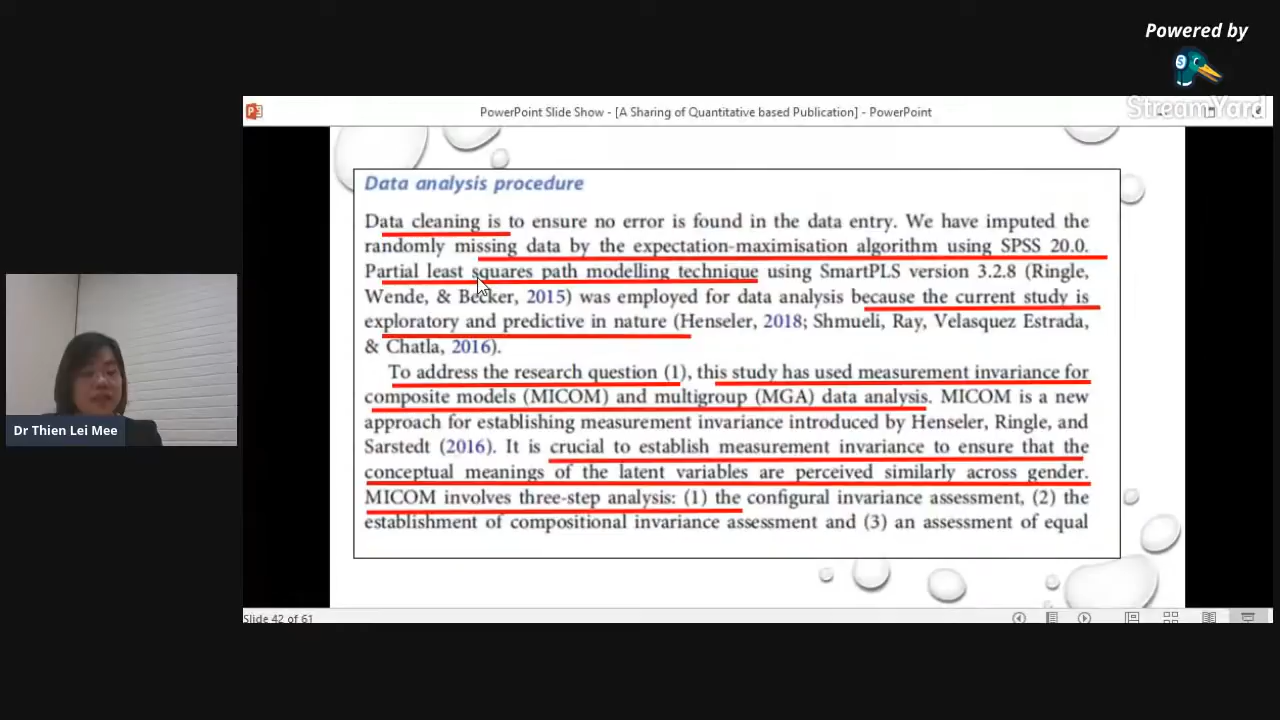 Powered by
S
StreamYard
PowerPoint Slide Show - [A Sharing of Quantitative based Publication] - PowerPoint
Data analysis procedure
Data cleaning is to ensure no error is found in the data entry. We have imputed the
randomly missing data by the expectation-maximisation algorithm using SPSS 20.0.
Partial least squares path modelling technique using SmartPLS version 3.2.8 (Ringle,
Wende, & Becker, 2015) was employed for data analysis because the current study is
exploratory and predictive in nature (Henseler, 2018; Shmueli, Ray, Velasquez Estrada,
& Chatla, 2016).
To address the research question (1), this study has used measurement invariance for
composite models (MICOM) and multigroup (MGA) data analysis. MICOM is a new
approach for establishing measurement invariance introduced by Henseler, Ringle, and
Sarstedt (2016). It is crucial to establish measurement invariance to ensure that the
conceptual meanings of the latent variables are perceived similarly across gender.
MICOM involves three-step analysis: (1) the configural invariance assessment, (2) the
establishment of compositional invariance assessment and (3) an assessment of equal
Dr Thien Lei Mee
Slide 42 of 61